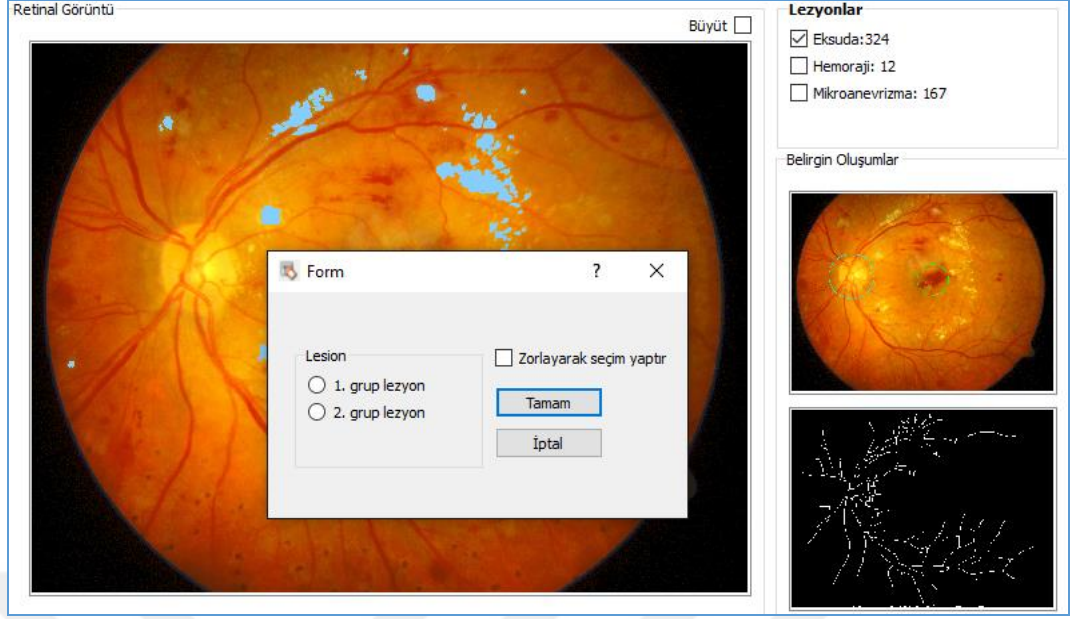 Retinal Görüntü
Büyüt
Lezyonlar
Eksuda:324
Hemoraji: 12
Mikroanevrizma: 167
Belirgin Oluşumlar
Form
?
Lesion
1. grup lezyon
2. grup lezyon
Zorlayarak seçim yaptır
Tamam
İptal